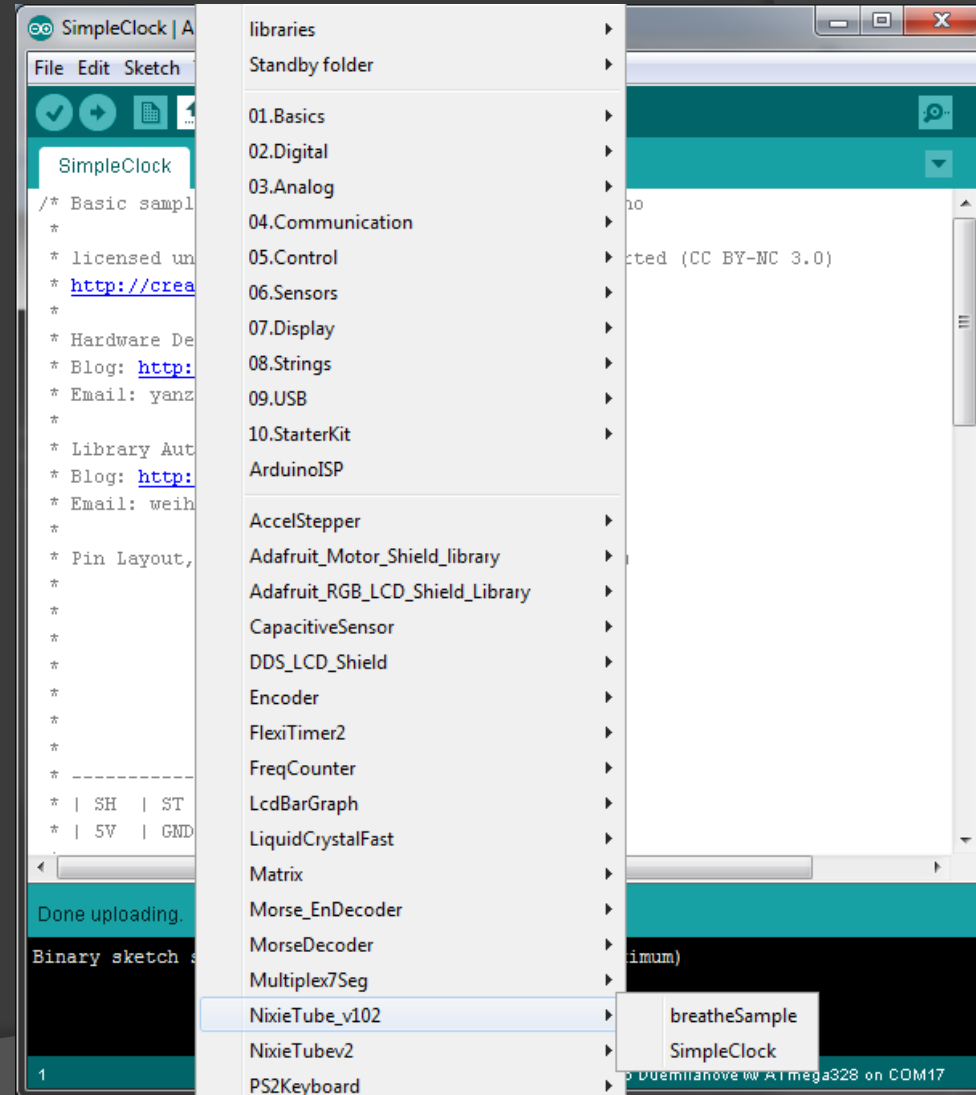 SimpleClock | A
File Edit Sketch
SimpleClock
/* Basic sampl
*
* licensed un rted (CC BY-NC 3.0)
* http://crea
*
* Hardware De
* Blog: http:
* Email: yanz
*
* Library Aut
* Blog: http:
* Email: weih
*
* Pin Layout,
*
*
*
*
*
*
*
* -----------
* | SH | ST
* | 5V | GND
Done uploading.
Binary sketch s imum)
1
Duemilanove w/ ATmega328 on COM17
libraries
Standby folder
01.Basics
02.Digital
03.Analog
04.Communication
05.Control
06.Sensors
07.Display
08.Strings
09.USB
10.StarterKit
ArduinoISP
AccelStepper
Adafruit_Motor_Shield_library
Adafruit_RGB_LCD_Shield_Library
CapacitiveSensor
DDS_LCD_Shield
Encoder
FlexiTimer2
FreqCounter
LcdBarGraph
LiquidCrystalFast
Matrix
Morse_EnDecoder
MorseDecoder
Multiplex7Seg
NixieTube_v102
NixieTubev2
PS2Keyboard
breatheSample
SimpleClock